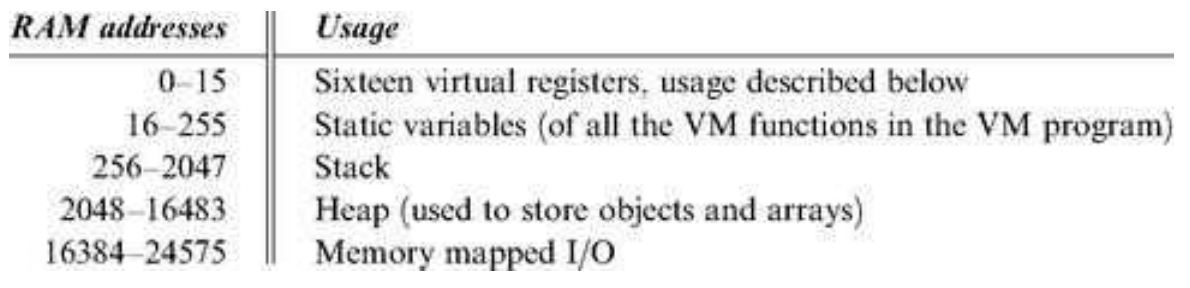 RAM addresses Usage
0–15 Sixteen virtual registers, usage described below
16–255 Static variables (of all the VM functions in the VM program)
256–2047 Stack
2048–16483 Heap (used to store objects and arrays)
16384–24575 Memory mapped I/O